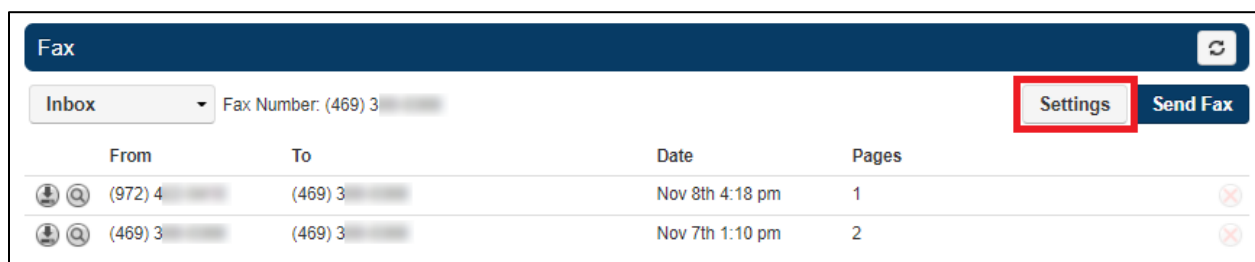 Fax
Inbox Fax Number: (469) 3 Settings Send Fax
From To Date Pages
(972) 4 (469) 3 Nov 8th 4:18 pm 1
(469) 3 (469) 3 Nov 7th 1:10 pm 2